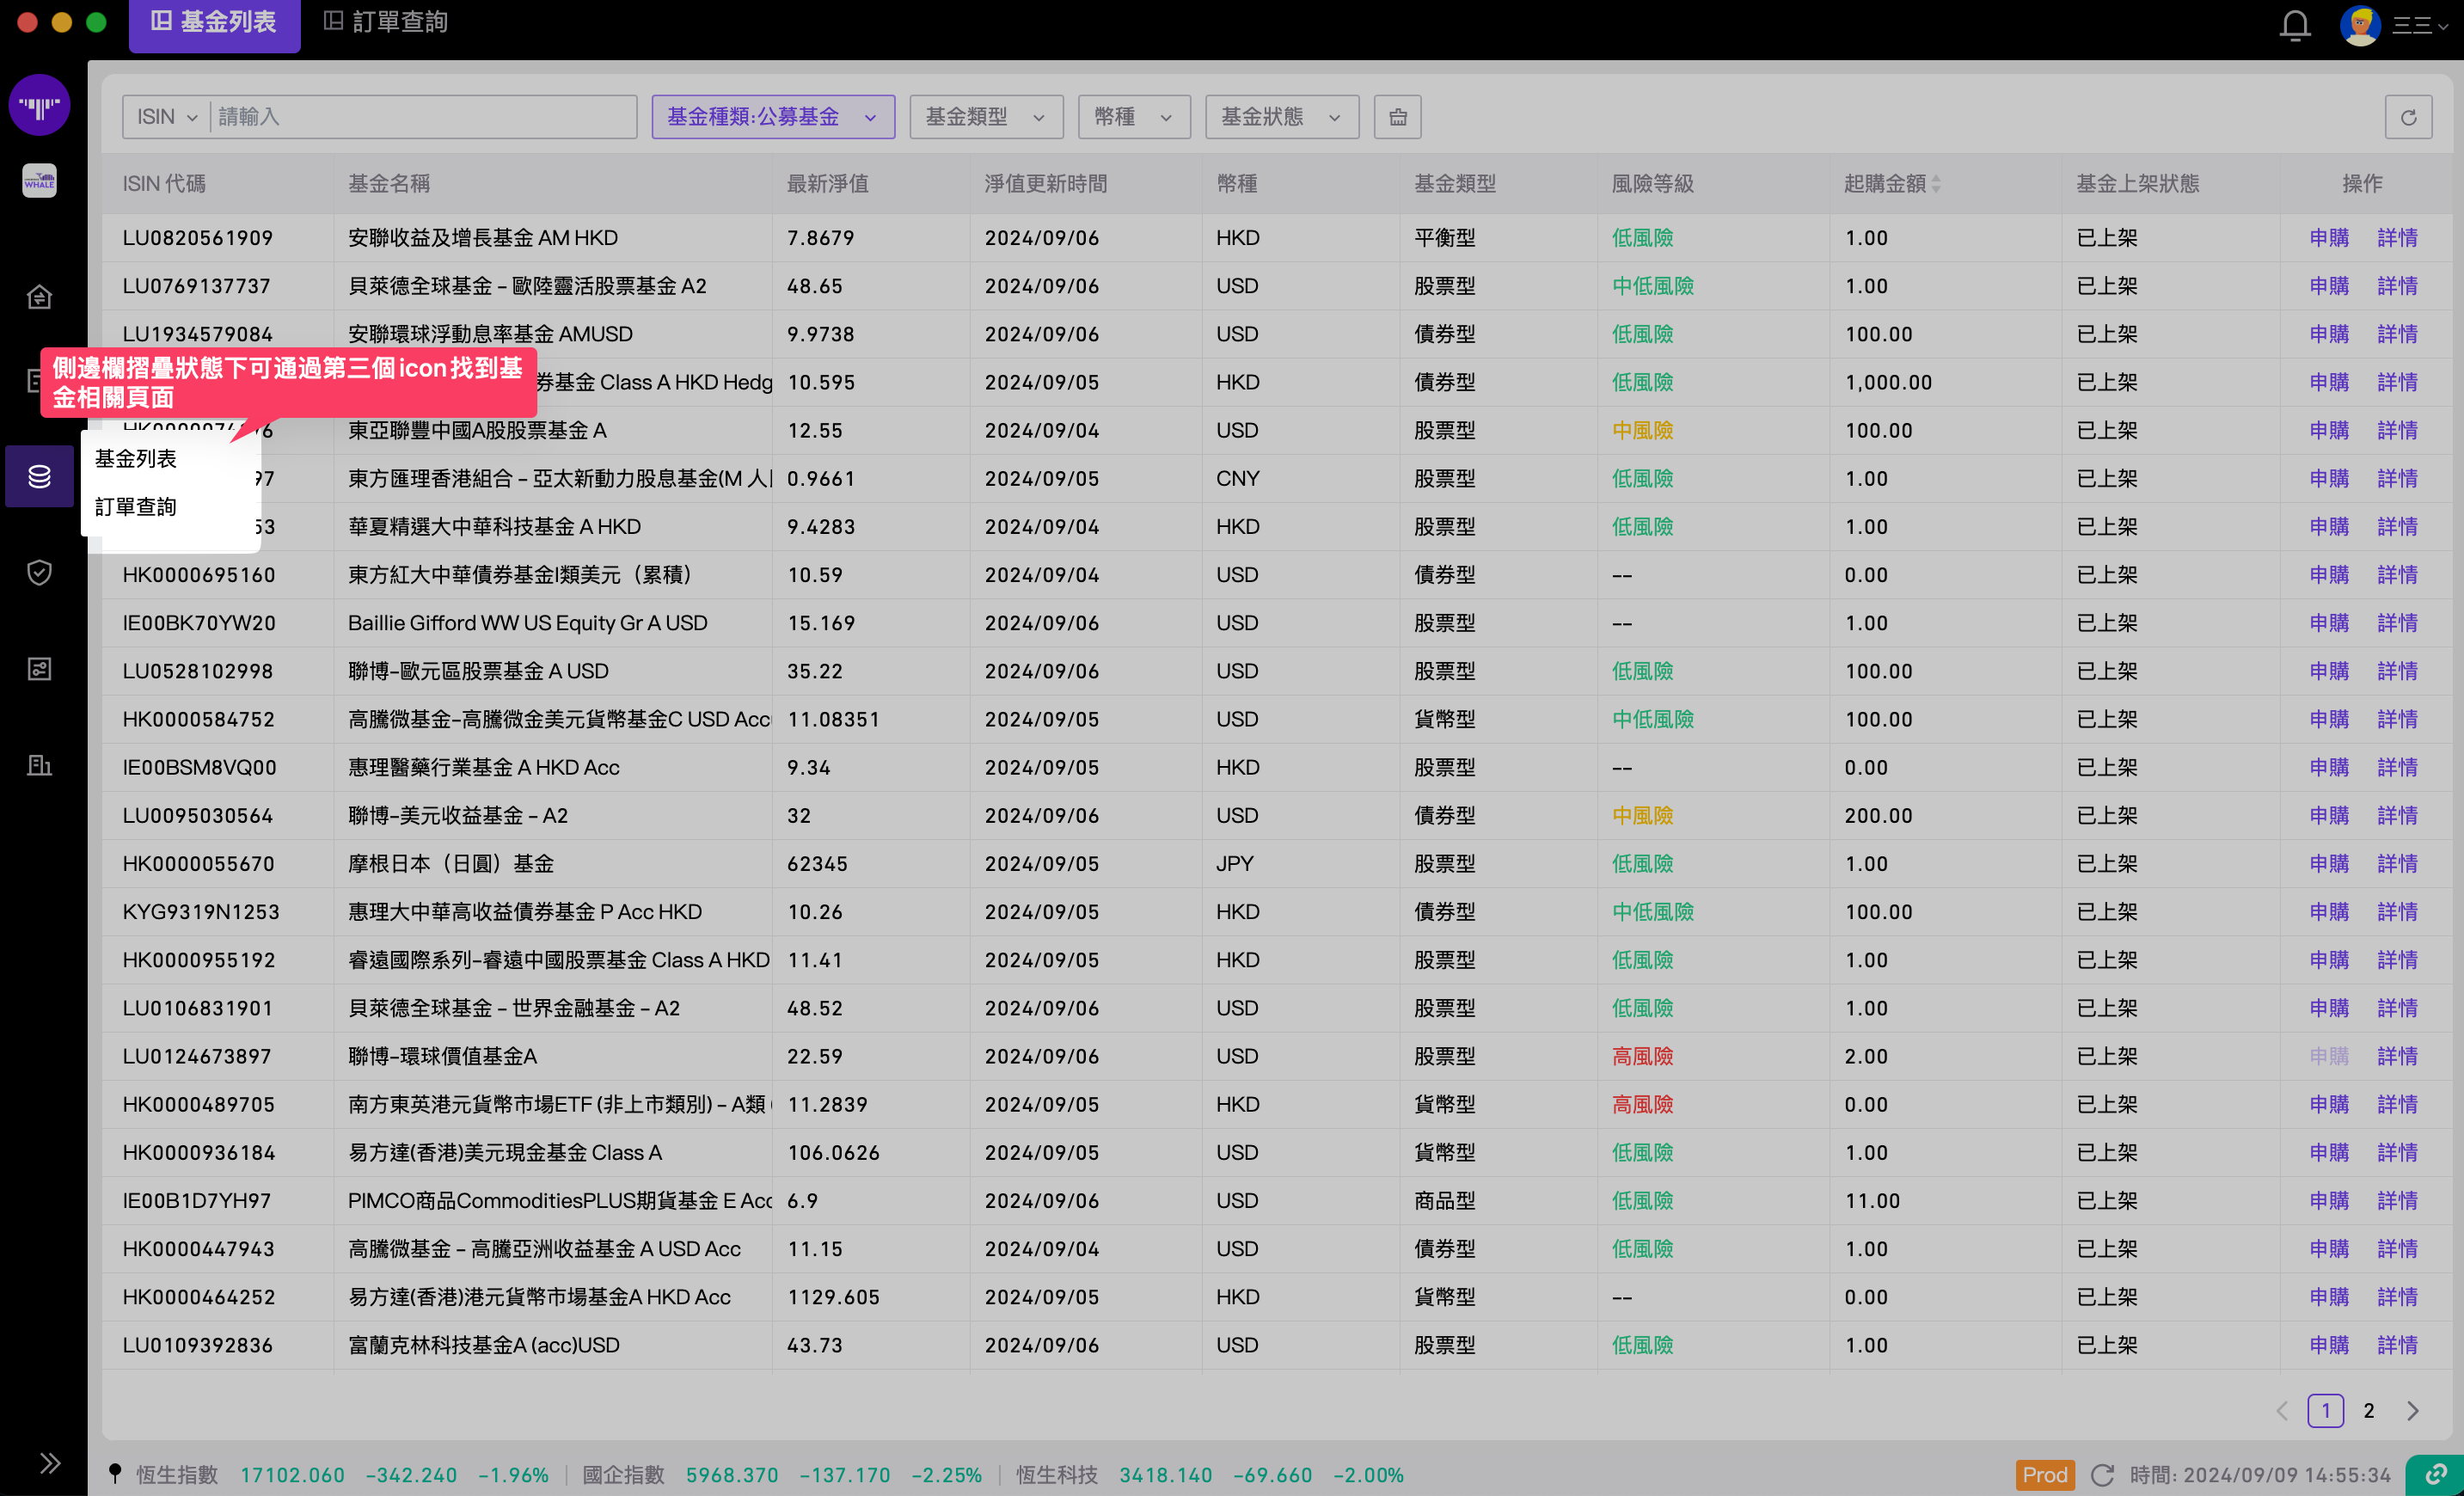 基金列表 訂單查詢 三三
ISIN 請輸入 基金種類:公募基金 基金類型 幣種 基金狀態
WHALE
ISIN 代碼 基金名稱 最新淨值 淨值更新時間 幣種 基金類型 風險等級 起購金額 基金上架狀態 操作
LU0820561909 安聯收益及增長基金 AM HKD 7.8679 2024/09/06 HKD 平衡型 低風險 1.00 已上架 申購 詳情
LU0769137737 貝萊德全球基金 – 歐陸靈活股票基金 A2 48.65 2024/09/06 USD 股票型 中低風險 1.00 已上架 申購 詳情
LU1934579084 安聯環球浮動息率基金 AMUSD 9.9738 2024/09/06 USD 債券型 低風險 100.00 已上架 申購 詳情
側邊欄摺疊狀態下可通過第三個icon找到基
金相關頁面
券基金 Class A HKD Hedg 10.595 2024/09/05 HKD 債券型 低風險 1,000.00 已上架 申購 詳情
東亞聯豐中國A股股票基金 A 12.55 2024/09/04 USD 股票型 中風險 100.00 已上架 申購 詳情
基金列表
97 東方匯理香港組合 – 亞太新動力股息基金(M 人 0.9661 2024/09/05 CNY 股票型 低風險 1.00 已上架 申購 詳情
訂單查詢
53 華夏精選大中華科技基金 A HKD 9.4283 2024/09/04 HKD 股票型 低風險 1.00 已上架 申購 詳情
HK0000695160 東方紅大中華債券基金I類美元（累積） 10.59 2024/09/04 USD 債券型 -- 0.00 已上架 申購 詳情
IE00BK70YW20 Baillie Gifford WW US Equity Gr A USD 15.169 2024/09/06 USD 股票型 -- 1.00 已上架 申購 詳情
LU0528102998 聯博–歐元區股票基金 A USD 35.22 2024/09/06 USD 股票型 低風險 100.00 已上架 申購 詳情
HK0000584752 高騰微基金–高騰微金美元貨幣基金C USD Acc 11.08351 2024/09/05 USD 貨幣型 中低風險 100.00 已上架 申購 詳情
IE00BSM8VQ00 惠理醫藥行業基金 A HKD Acc 9.34 2024/09/05 HKD 股票型 -- 0.00 已上架 申購 詳情
LU0095030564 聯博–美元收益基金 – A2 32 2024/09/06 USD 債券型 中風險 200.00 已上架 申購 詳情
HK0000055670 摩根日本（日圓）基金 62345 2024/09/05 JPY 股票型 低風險 1.00 已上架 申購 詳情
KYG9319N1253 惠理大中華高收益債券基金 P Acc HKD 10.26 2024/09/05 HKD 債券型 中低風險 100.00 已上架 申購 詳情
HK0000955192 睿遠國際系列–睿遠中國股票基金 Class A HKD 11.41 2024/09/05 HKD 股票型 低風險 1.00 已上架 申購 詳情
LU0106831901 貝萊德全球基金 – 世界金融基金 – A2 48.52 2024/09/06 USD 股票型 低風險 1.00 已上架 申購 詳情
LU0124673897 聯博–環球價值基金A 22.59 2024/09/06 USD 股票型 高風險 2.00 已上架 申購 詳情
HK0000489705 南方東英港元貨幣市場ETF (非上市類別) – A類 11.2839 2024/09/05 HKD 貨幣型 高風險 0.00 已上架 申購 詳情
HK0000936184 易方達(香港)美元現金基金 Class A 106.0626 2024/09/05 USD 貨幣型 低風險 1.00 已上架 申購 詳情
IE00B1D7YH97 PIMCO商品CommoditiesPLUS期貨基金 E Acc 6.9 2024/09/06 USD 商品型 低風險 11.00 已上架 申購 詳情
HK0000447943 高騰微基金 – 高騰亞洲收益基金 A USD Acc 11.15 2024/09/04 USD 債券型 低風險 1.00 已上架 申購 詳情
HK0000464252 易方達(香港)港元貨幣市場基金A HKD Acc 1129.605 2024/09/05 HKD 貨幣型 -- 0.00 已上架 申購 詳情
LU0109392836 富蘭克林科技基金A (acc)USD 43.73 2024/09/06 USD 股票型 低風險 1.00 已上架 申購 詳情
1 2
恆生指數 17102.060 -342.240 -1.96% 國企指數 5968.370 -137.170 -2.25% 恆生科技 3418.140 -69.660 -2.00% Prod 時間: 2024/09/09 14:55:34